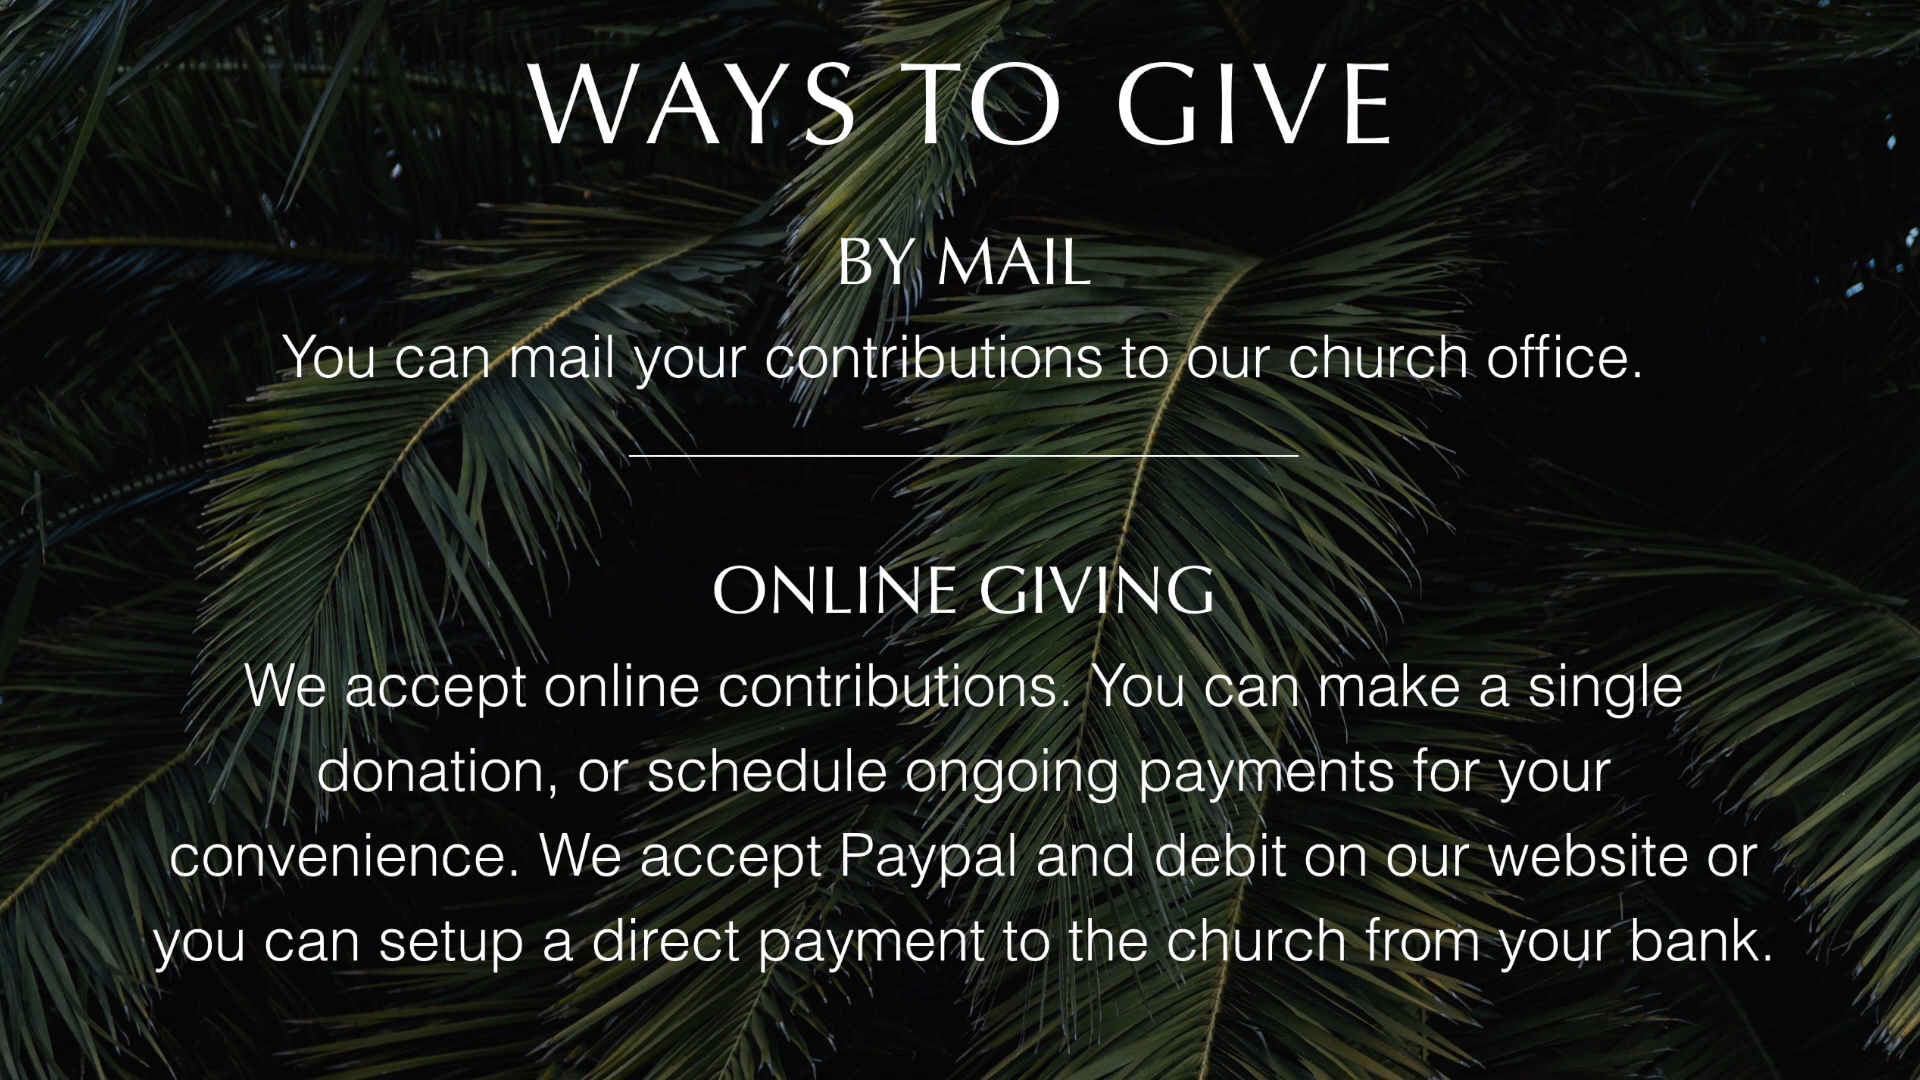 WAYS TO GIVE
BY MAIL
You can mail your contributions to our church office.
ONLINE GIVING
We accept online contributions. You can make a single
donation, or schedule ongoing payments for your
convenience. We accept Paypal and debit on our website or
you can setup a direct payment to the church from your bank.